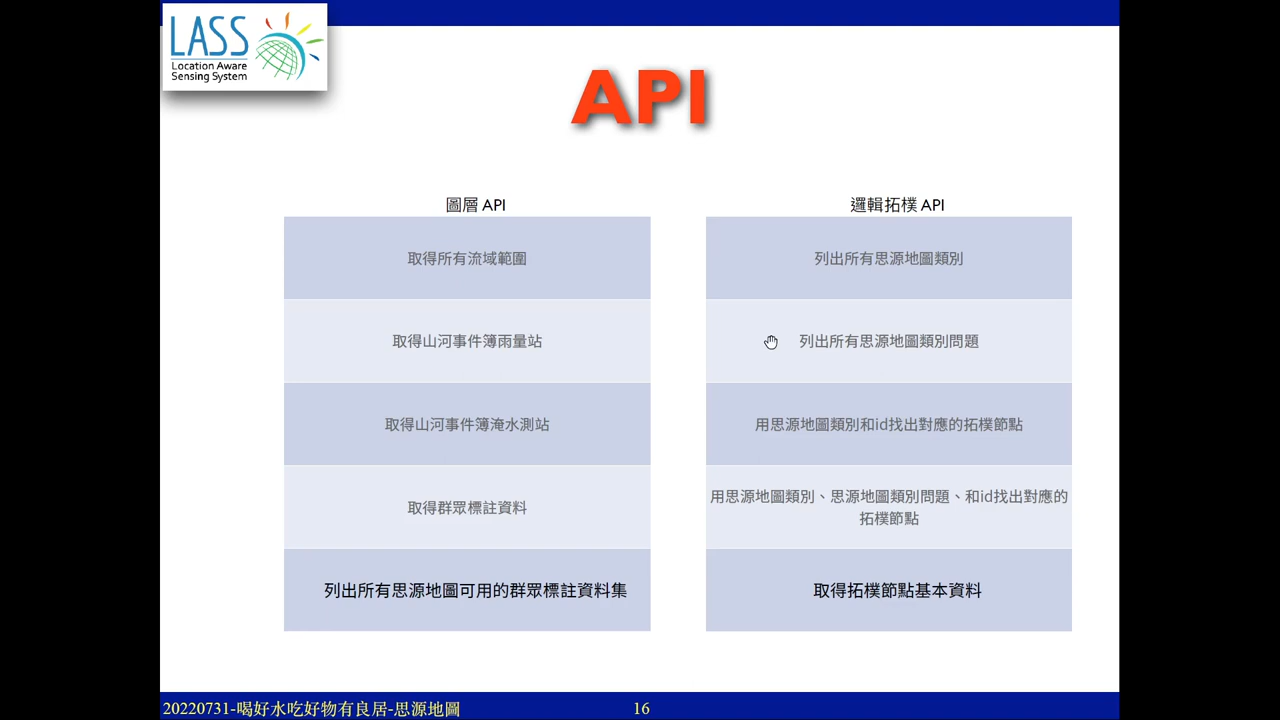 LASS
Location Aware
Sensing System
API
圖層 API
取得所有流域範圍
取得山河事件簿雨量站
取得山河事件簿淹水測站
取得群眾標註資料
列出所有思源地圖可用的群眾標註資料集
邏輯拓樸 API
列出所有思源地圖類別
列出所有思源地圖類別問題
用思源地圖類別和id找出對應的拓樸節點
用思源地圖類別、思源地圖類別問題、和id找出對應的
拓樸節點
取得拓樸節點基本資料
20220731-喝好水吃好物有良居-思源地圖
16